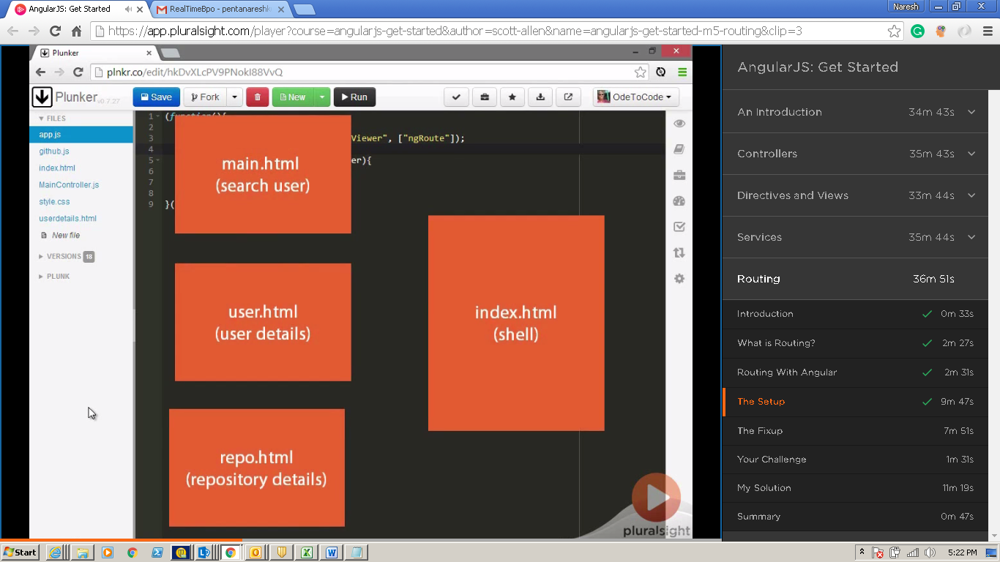 AngularJS: Get Started
RealTimeBpo - pentanaresh
Naresh
https://app.pluralsight.com/player?course=angularjs-get-started&author=scott-allen&name=angularjs-get-started-m5-routing&clip=3
Plunker
plnkr.co/edit/hkDvXLcPV9PNokI88VvQ
Plunker v0.7.27
Save
Fork
New
Run
OdeToCode
FILES
app.js
github.js
index.html
MainController.js
style.css
userdetails.html
New file
VERSIONS 18
PLUNK
1 (function(){
2
3 Viewer", ["ngRoute"]);
4
5 er){
6
7
8
9 }(
main.html
(search user)
user.html
(user details)
repo.html
(repository details)
index.html
(shell)
pluralsight
AngularJS: Get Started
An Introduction 34m 43s
Controllers 35m 43s
Directives and Views 33m 44s
Services 35m 44s
Routing 36m 51s
Introduction 0m 33s
What is Routing? 2m 27s
Routing With Angular 2m 31s
The Setup 9m 47s
The Fixup 7m 51s
Your Challenge 1m 31s
My Solution 11m 19s
Summary 0m 47s
Start
5:22 PM